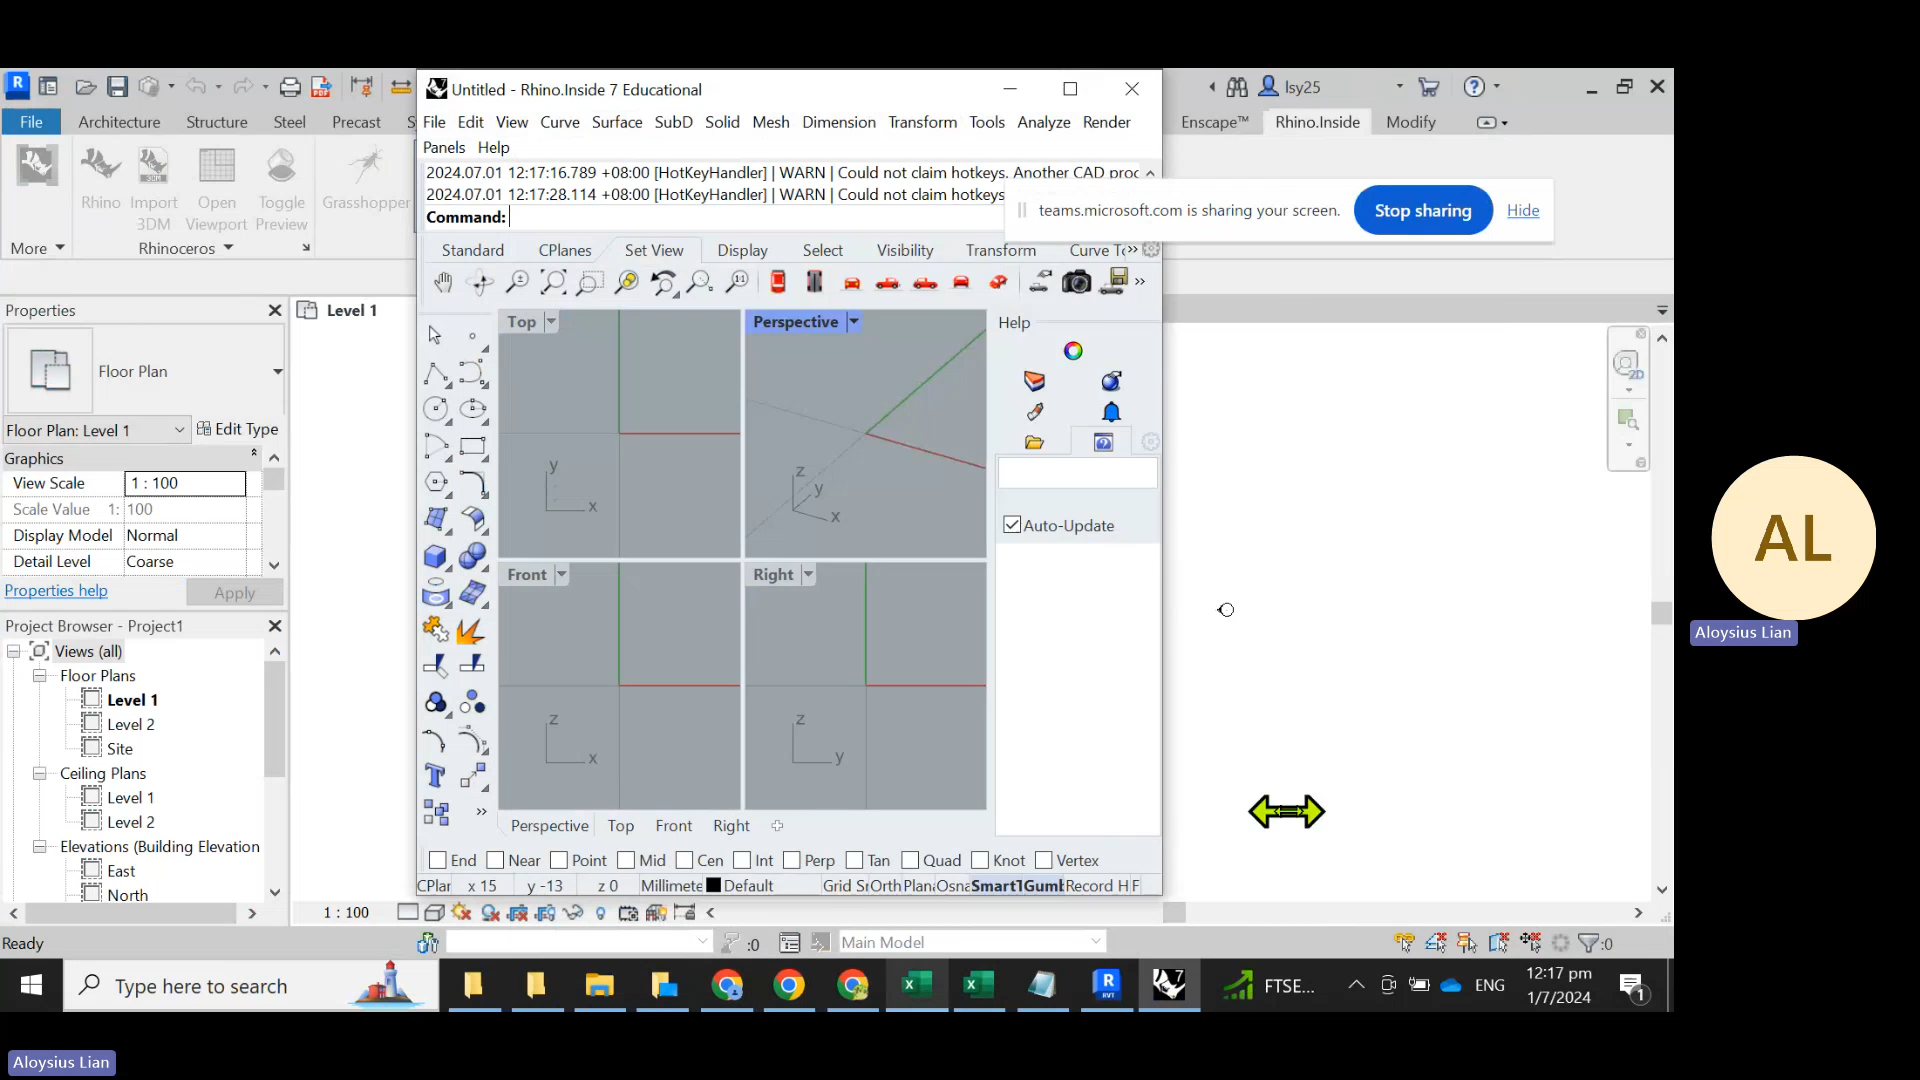 Untitled - Rhino.Inside 7 Educational
lsy25
File Architecture Structure Steel Precast
File Edit View Curve Surface SubD Solid Mesh Dimension Transform Tools Analyze Render
Panels Help
Enscape™ Rhino.Inside Modify
2024.07.01 12:17:16.789 +08:00 [HotKeyHandler] | WARN | Could not claim hotkeys. Another CAD proc
2024.07.01 12:17:28.114 +08:00 [HotKeyHandler] | WARN | Could not claim hotkeys
Command:
teams.microsoft.com is sharing your screen.
Stop sharing
Hide
Rhino Import 3DM Open Viewport Toggle Preview Grasshopper
More Rhinoceros
Standard CPlanes Set View Display Select Visibility Transform Curve To
Properties
Level 1
Floor Plan
Floor Plan: Level 1 Edit Type
Graphics
View Scale 1 : 100
Scale Value 1: 100
Display Model Normal
Detail Level Coarse
Properties help Apply
Project Browser - Project1
Views (all)
Floor Plans
Level 1
Level 2
Site
Ceiling Plans
Level 1
Level 2
Elevations (Building Elevation
East
North
Top
y
x
Perspective
z
y
x
Front
z
x
Right
z
y
Help
Auto-Update
2D
Perspective Top Front Right
End Near Point Mid Cen Int Perp Tan Quad Knot Vertex
CPlar x 15 y -13 z 0 Millimete Default Grid Sr Orth Plana Osna SmartT Gumb Record H F
1 : 100
Ready
:0
Main Model
:0
Type here to search
FTSE...
ENG
12:17 pm
1/7/2024
1
AL
Aloysius Lian
Aloysius Lian